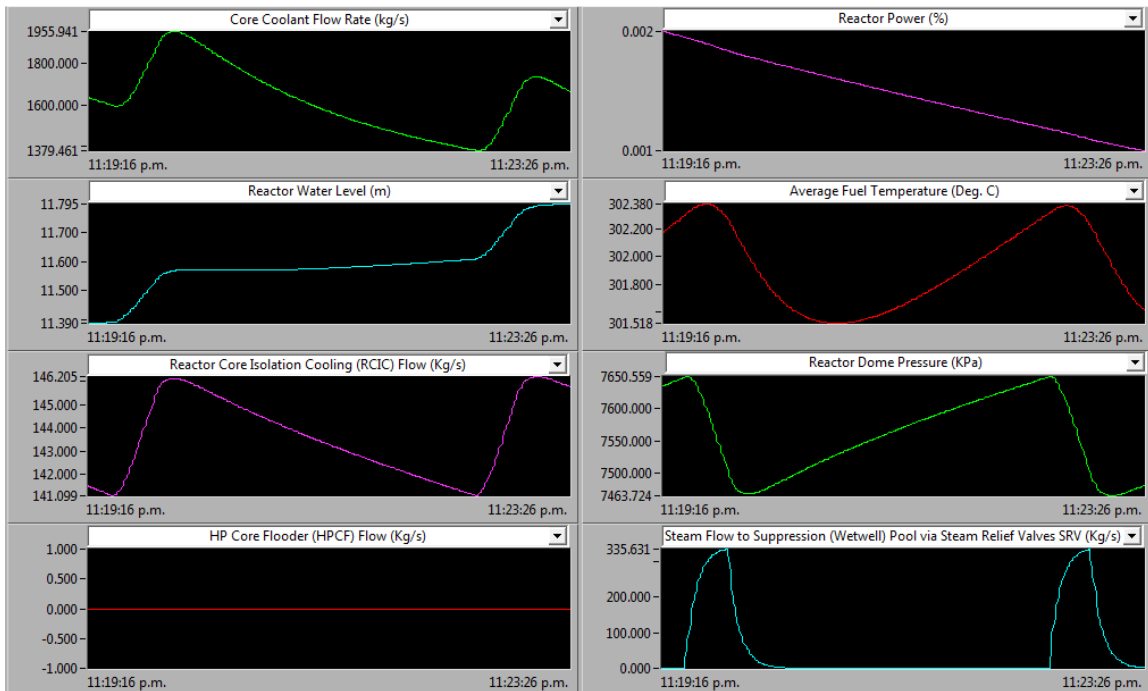 Core Coolant Flow Rate (kg/s)
1955.941
1800.000
1600.000
1379.461
11:19:16 p.m. 11:23:26 p.m.
Reactor Power (%)
0.002
0.001
11:19:16 p.m. 11:23:26 p.m.
Reactor Water Level (m)
11.795
11.700
11.600
11.500
11.390
11:19:16 p.m. 11:23:26 p.m.
Average Fuel Temperature (Deg. C)
302.380
302.200
302.000
301.800
301.518
11:19:16 p.m. 11:23:26 p.m.
Reactor Core Isolation Cooling (RCIC) Flow (Kg/s)
146.205
145.000
144.000
143.000
142.000
141.099
11:19:16 p.m. 11:23:26 p.m.
Reactor Dome Pressure (KPa)
7650.559
7600.000
7550.000
7500.000
7463.724
11:19:16 p.m. 11:23:26 p.m.
HP Core Flooder (HPCF) Flow (Kg/s)
1.000
0.500
0.000
-0.500
-1.000
11:19:16 p.m. 11:23:26 p.m.
Steam Flow to Suppression (Wetwell) Pool via Steam Relief Valves SRV (Kg/s)
335.631
200.000
100.000
0.000
11:19:16 p.m. 11:23:26 p.m.